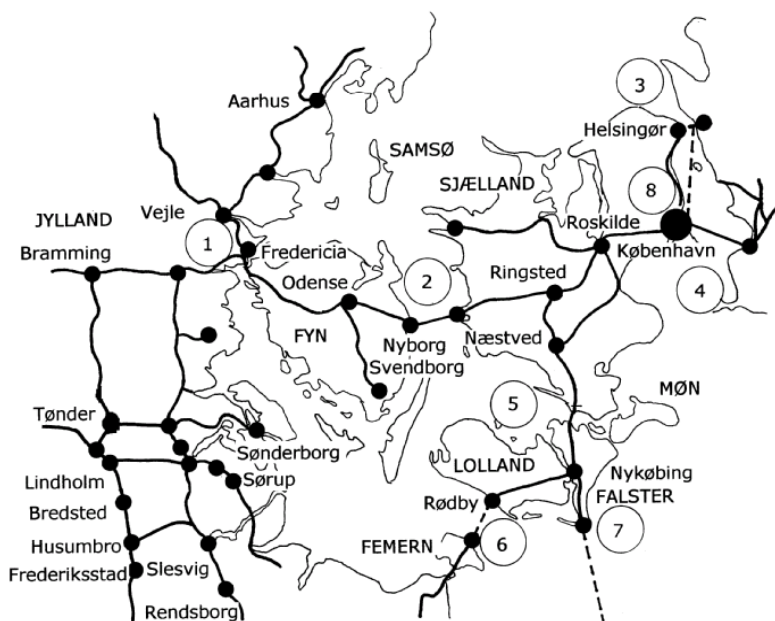 3
Aarhus
Helsingør
SAMSØ
8
SJÆLLAND
Vejle
JYLLAND
1
Roskilde
Bramming
Fredericia
København
Odense
2
Ringsted
4
FYN
Nyborg
Næstved
Svendborg
MØN
5
Tønder
Sønderborg
LOLLAND
Nykøbing
Lindholm
Sørup
Rødby
FALSTER
Bredsted
7
Husumbro
FEMERN
6
Frederiksstad
Slesvig
Rendsborg